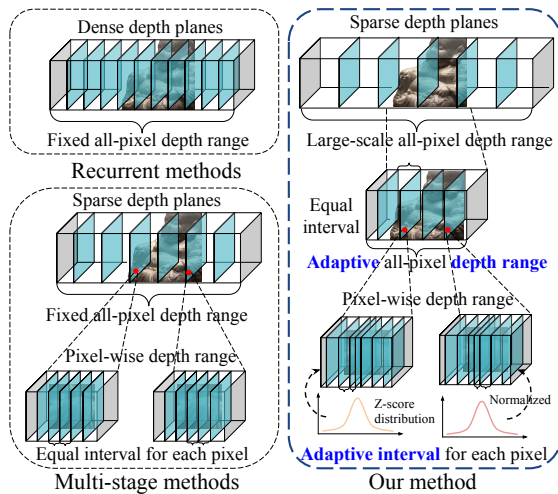 Dense depth planes
Fixed all-pixel depth range
Recurrent methods
Sparse depth planes
Fixed all-pixel depth range
Pixel-wise depth range
Equal interval for each pixel
Multi-stage methods
Sparse depth planes
Large-scale all-pixel depth range
Equal
interval
Adaptive all-pixel depth range
Pixel-wise depth range
Z-score
distribution
Normalized
Adaptive interval for each pixel
Our method